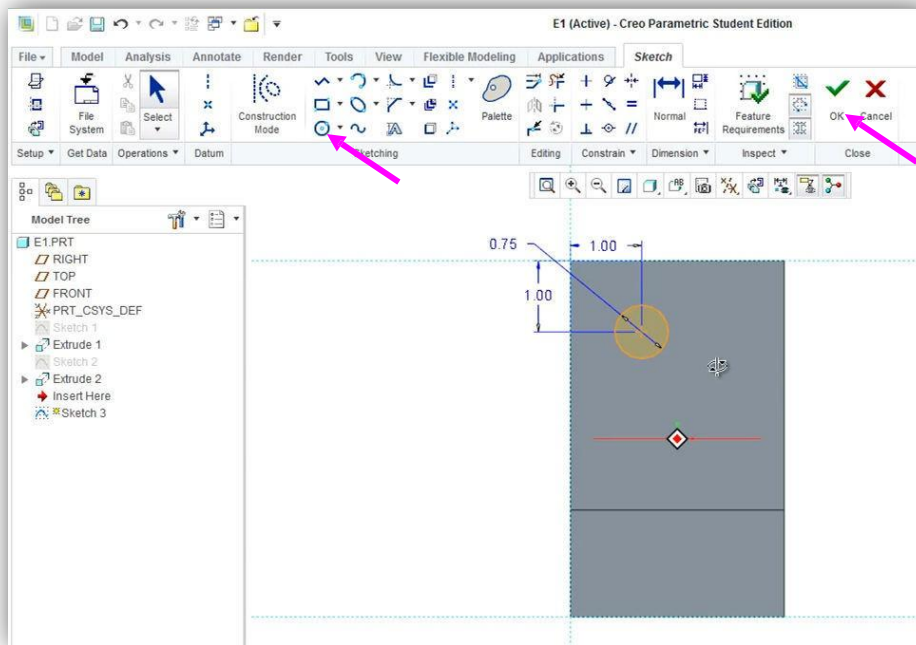 E1 (Active) - Creo Parametric Student Edition
File Model Analysis Annotate Render Tools View Flexible Modeling Applications Sketch
File System
Select
Construction Mode
Palette
Normal
Feature Requirements
OK
Cancel
Setup Get Data Operations Datum Sketching Editing Constrain Dimension Inspect Close
Model Tree
E1.PRT
RIGHT
TOP
FRONT
PRT_CSYS_DEF
Sketch 1
Extrude 1
Sketch 2
Extrude 2
Insert Here
Sketch 3
0.75
1.00
1.00